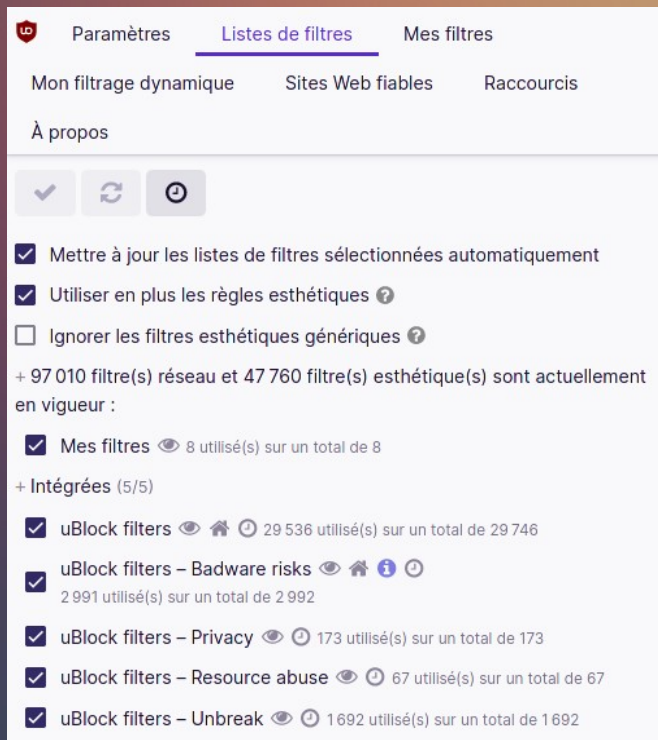 Paramètres Listes de filtres Mes filtres
Mon filtrage dynamique Sites Web fiables Raccourcis
À propos
Mettre à jour les listes de filtres sélectionnées automatiquement
Utiliser en plus les règles esthétiques
Ignorer les filtres esthétiques génériques
+ 97 010 filtre(s) réseau et 47 760 filtre(s) esthétique(s) sont actuellement
en vigueur :
Mes filtres 8 utilisé(s) sur un total de 8
+ Intégrées (5/5)
uBlock filters 29 536 utilisé(s) sur un total de 29 746
uBlock filters – Badware risks
2 991 utilisé(s) sur un total de 2 992
uBlock filters – Privacy 173 utilisé(s) sur un total de 173
uBlock filters – Resource abuse 67 utilisé(s) sur un total de 67
uBlock filters – Unbreak 1 692 utilisé(s) sur un total de 1 692